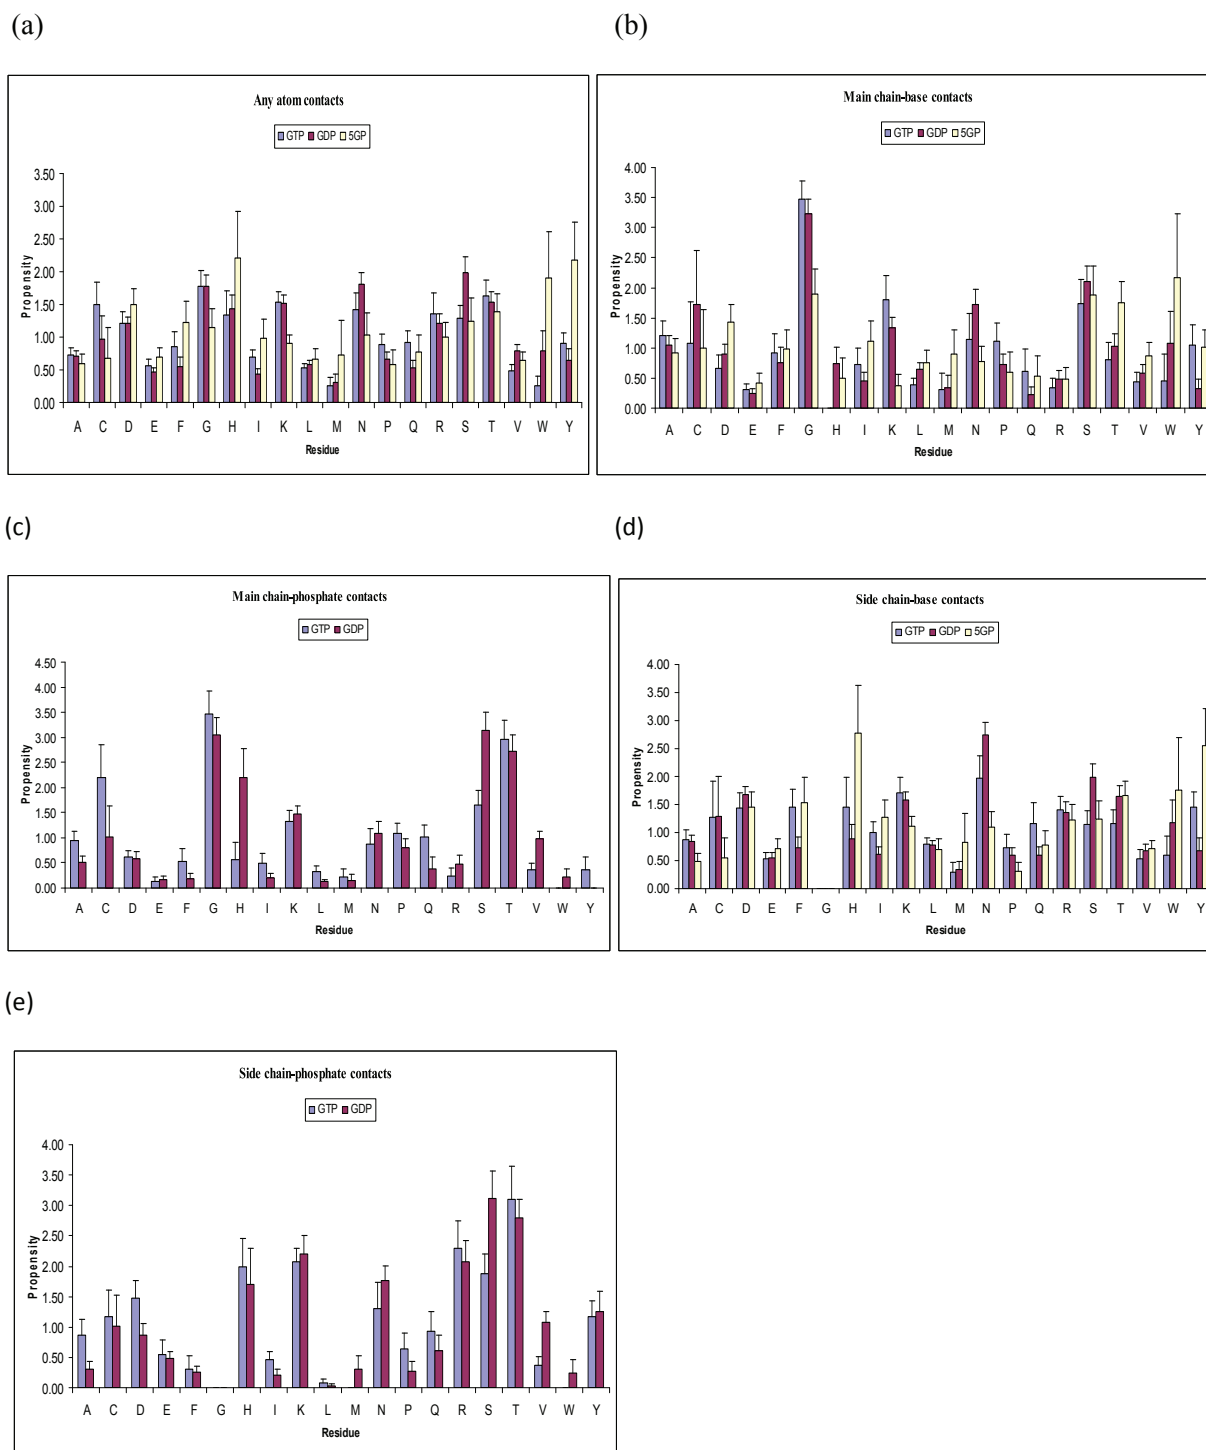 (a)
Any atom contacts
GTP GDP 5GP
Propensity
3.50
3.00
2.50
2.00
1.50
1.00
0.50
0.00
A C D E F G H I K L M N P Q R S T V W Y
Residue
(b)
Main chain-base contacts
GTP GDP 5GP
Propensity
4.00
3.50
3.00
2.50
2.00
1.50
1.00
0.50
0.00
A C D E F G H I K L M N P Q R S T V W Y
Residue
(c)
Main chain-phosphate contacts
GTP GDP
Propensity
4.50
4.00
3.50
3.00
2.50
2.00
1.50
1.00
0.50
0.00
A C D E F G H I K L M N P Q R S T V W Y
Residue
(d)
Side chain-base contacts
GTP GDP 5GP
Propensity
4.00
3.50
3.00
2.50
2.00
1.50
1.00
0.50
0.00
A C D E F G H I K L M N P Q R S T V W Y
Residue
(e)
Side chain-phosphate contacts
GTP GDP
Propensity
4.00
3.50
3.00
2.50
2.00
1.50
1.00
0.50
0.00
A C D E F G H I K L M N P Q R S T V W Y
Residue